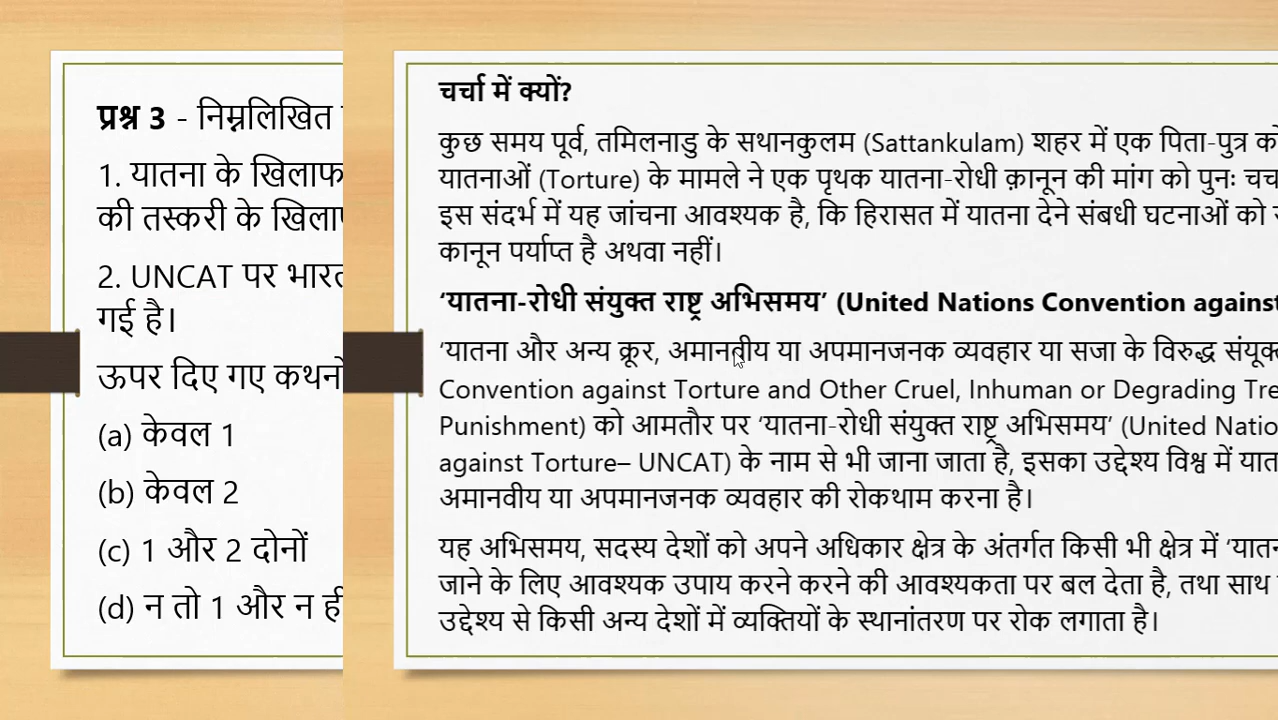 प्रश्न 3 - निम्नलिखित
1. यातना के खिलाफ
की तस्करी के खिलाफ
2. UNCAT पर भारत
गई है।
ऊपर दिए गए कथनों
(a) केवल 1
(b) केवल 2
(c) 1 और 2 दोनों
(d) न तो 1 और न ही
चर्चा में क्यों?
कुछ समय पूर्व, तमिलनाडु के सथानकुलम (Sattankulam) शहर में एक पिता-पुत्र को
यातनाओं (Torture) के मामले ने एक पृथक यातना-रोधी क़ानून की मांग को पुनः चर्चा
इस संदर्भ में यह जांचना आवश्यक है, कि हिरासत में यातना देने संबधी घटनाओं को
कानून पर्याप्त है अथवा नहीं।
‘यातना-रोधी संयुक्त राष्ट्र अभिसमय’ (United Nations Convention against
‘यातना और अन्य क्रूर, अमानवीय या अपमानजनक व्यवहार या सजा के विरुद्ध संयुक्त
Convention against Torture and Other Cruel, Inhuman or Degrading Tre
Punishment) को आमतौर पर ‘यातना-रोधी संयुक्त राष्ट्र अभिसमय’ (United Natio
against Torture– UNCAT) के नाम से भी जाना जाता है, इसका उद्देश्य विश्व में यात
अमानवीय या अपमानजनक व्यवहार की रोकथाम करना है।
यह अभिसमय, सदस्य देशों को अपने अधिकार क्षेत्र के अंतर्गत किसी भी क्षेत्र में ‘यातन
जाने के लिए आवश्यक उपाय करने करने की आवश्यकता पर बल देता है, तथा साथ
उद्देश्य से किसी अन्य देशों में व्यक्तियों के स्थानांतरण पर रोक लगाता है।